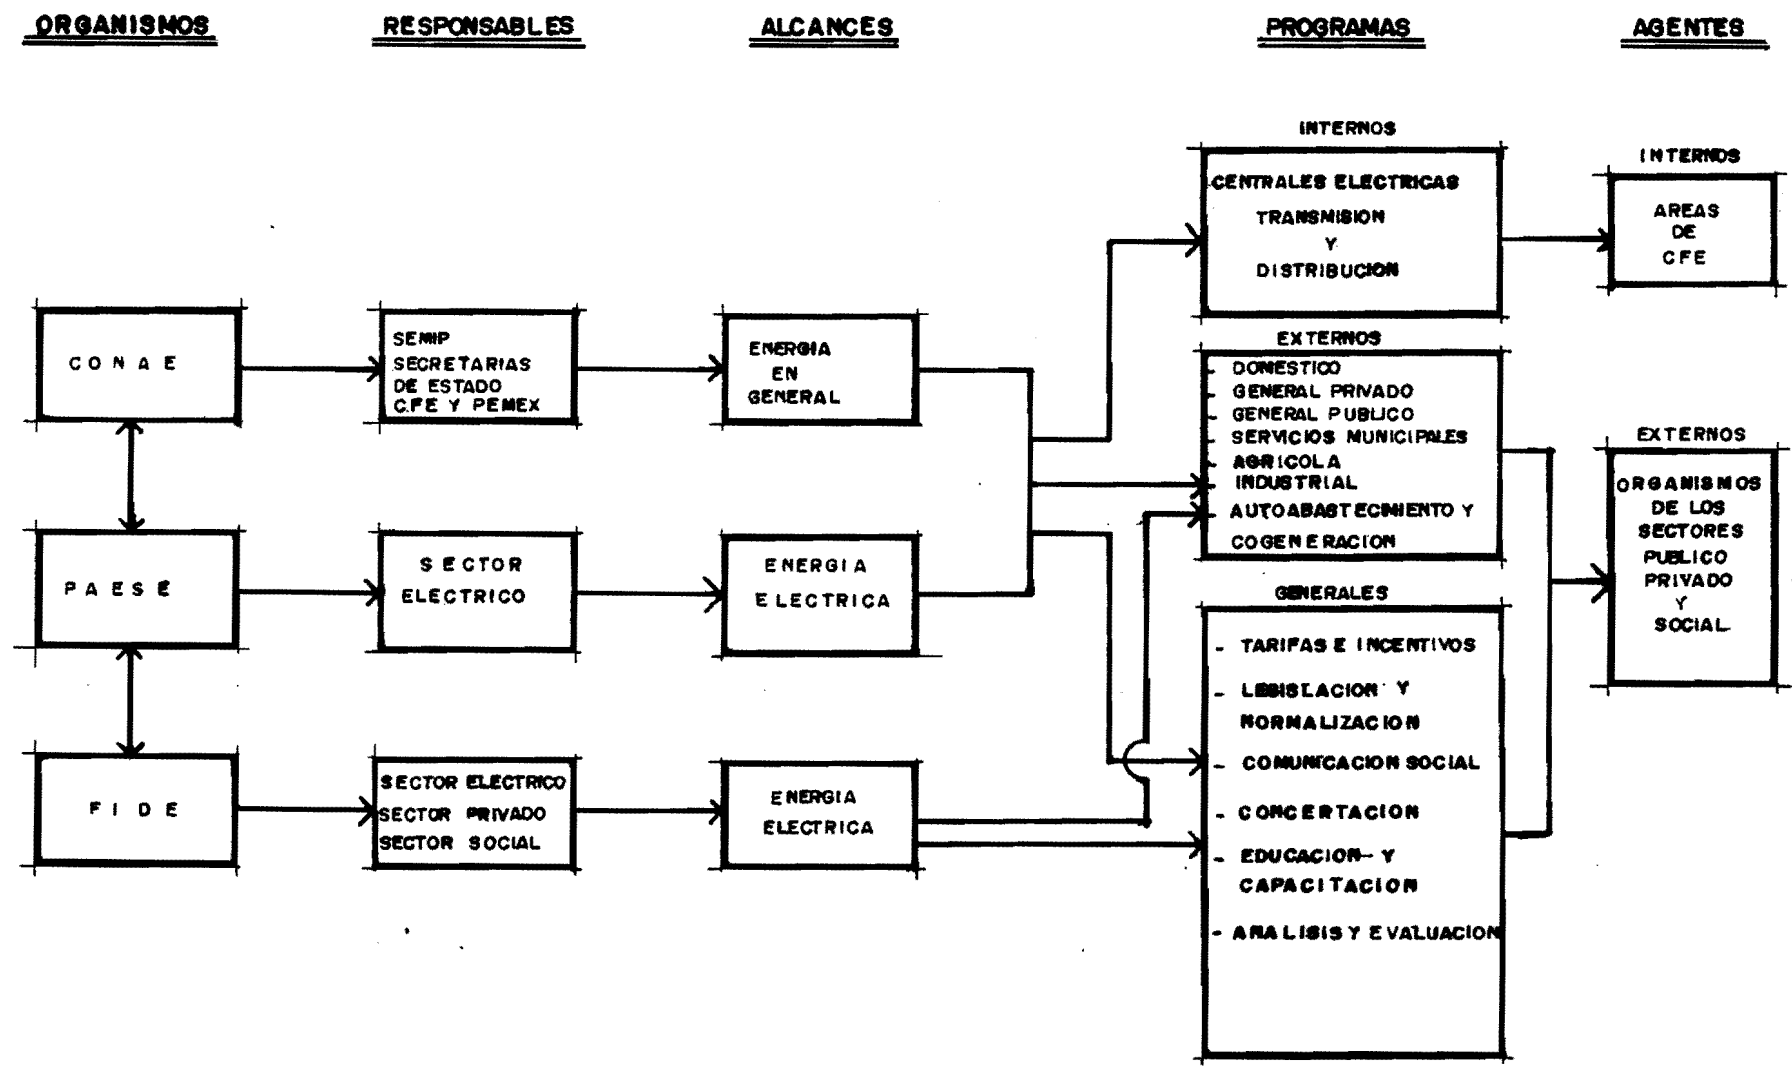 ORGANISMOS
RESPONSABLES
ALCANCES
PROGRAMAS
AGENTES
CONAE
SEMIP
SECRETARIAS
DE ESTADO
CFE Y PEMEX
ENERGIA
EN
GENERAL
PAESE
SECTOR
ELECTRICO
ENERGIA
ELECTRICA
FIDE
SECTOR ELECTRICO
SECTOR PRIVADO
SECTOR SOCIAL
ENERGIA
ELECTRICA
INTERNOS
CENTRALES ELECTRICAS
TRANSMISION
Y
DISTRIBUCION
EXTERNOS
- DOMESTICO
- GENERAL PRIVADO
- GENERAL PUBLICO
- SERVICIOS MUNICIPALES
- AGRICOLA
- INDUSTRIAL
- AUTOABASTECIMIENTO Y
COGENERACION
GENERALES
- TARIFAS E INCENTIVOS
- LEGISLACION Y
NORMALIZACION
- COMUNICACION SOCIAL
- CONCERTACION
- EDUCACION Y
CAPACITACION
- ANALISIS Y EVALUACION
INTERNOS
AREAS
DE
CFE
EXTERNOS
ORGANISMOS
DE LOS
SECTORES
PUBLICO
PRIVADO
Y
SOCIAL